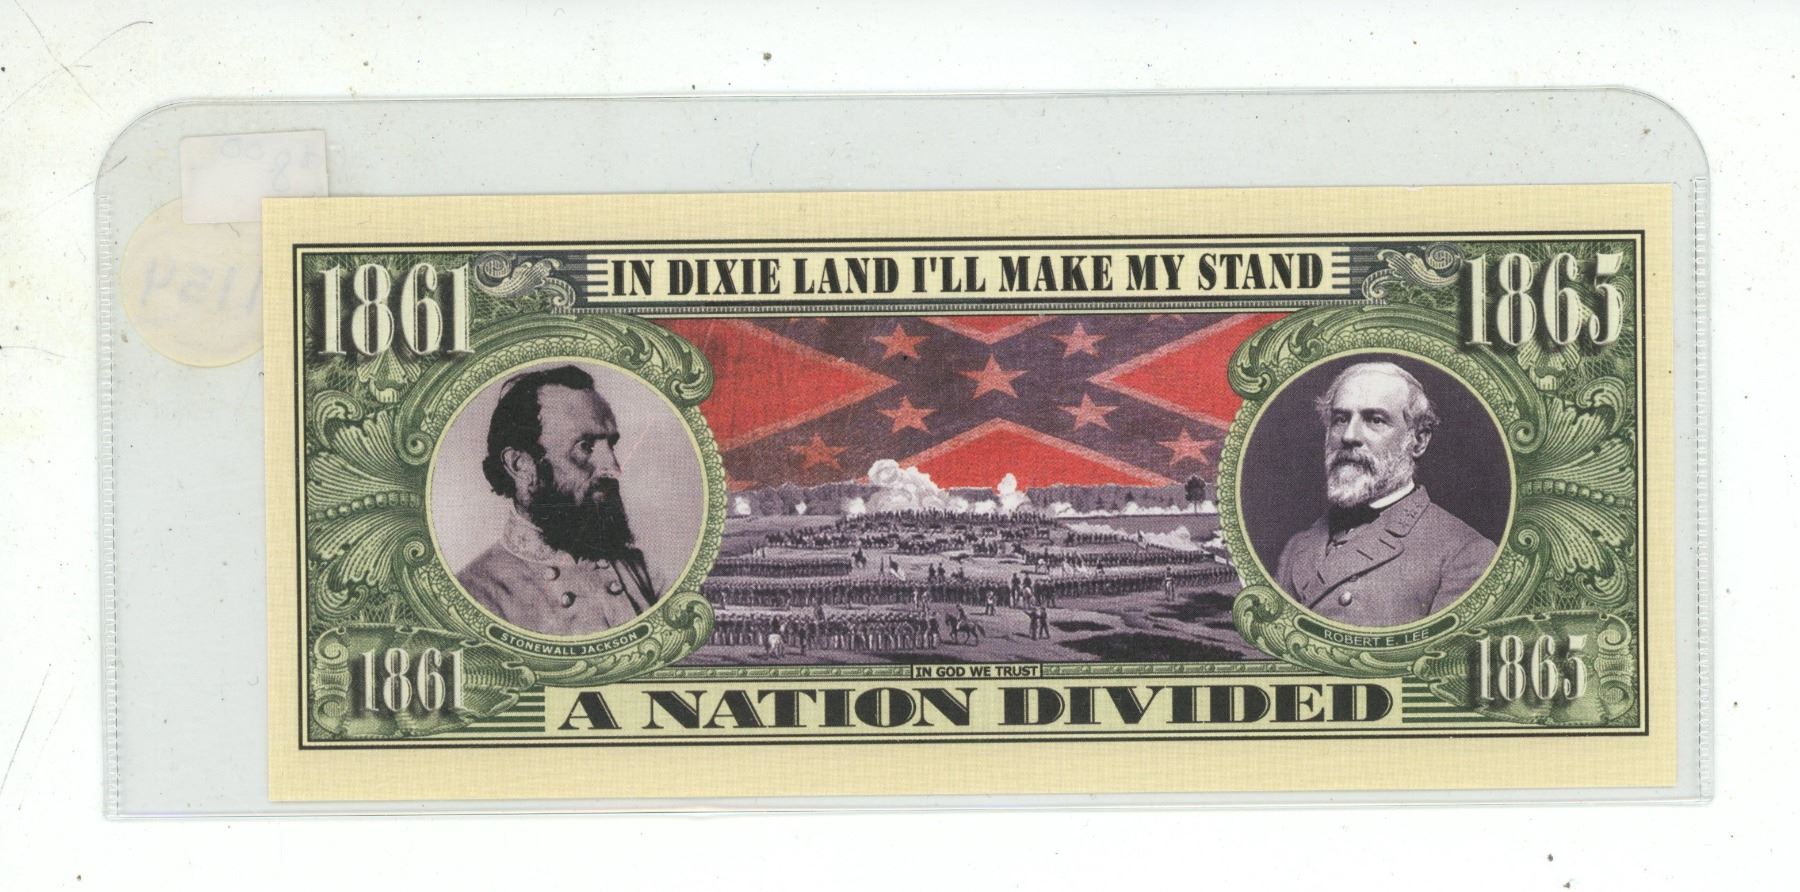 IN DIXIE LAND I'LL MAKE MY STAND
1861
1865
STONEWALL JACKSON
ROBERT E. LEE
1861
1865
IN GOD WE TRUST
A NATION DIVIDED